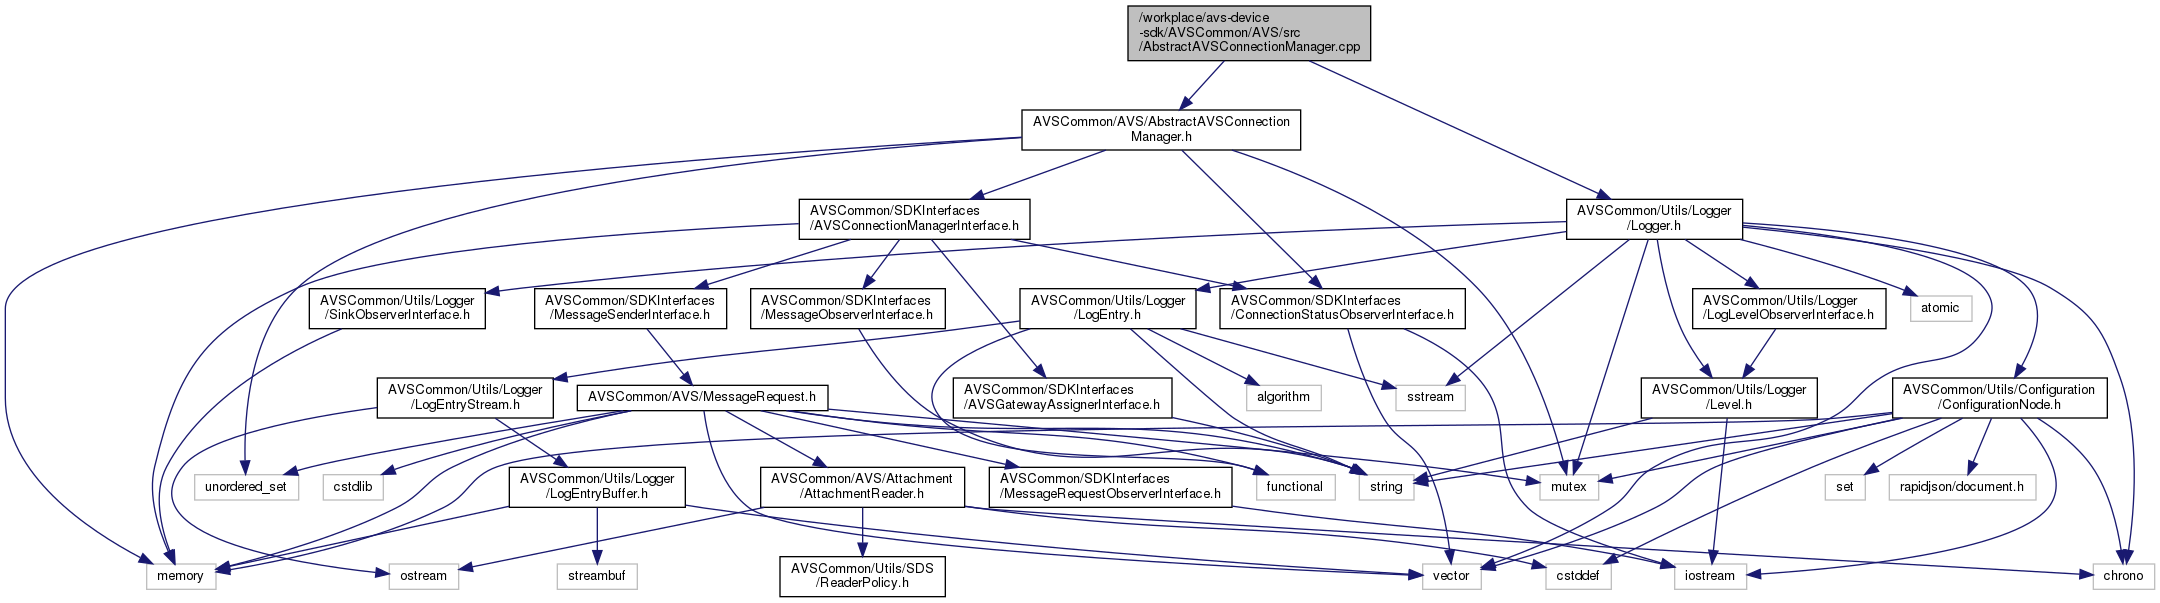 /workplace/avs-device
-sdk/AVSCommon/AVS/src
/AbstractAVSConnectionManager.cpp
AVSCommon/AVS/AbstractAVSConnection
Manager.h
AVSCommon/SDKInterfaces
/AVSConnectionManagerInterface.h
AVSCommon/Utils/Logger
/Logger.h
AVSCommon/Utils/Logger
/SinkObserverInterface.h
AVSCommon/SDKInterfaces
/MessageSenderInterface.h
AVSCommon/SDKInterfaces
/MessageObserverInterface.h
AVSCommon/Utils/Logger
/LogEntry.h
AVSCommon/SDKInterfaces
/ConnectionStatusObserverInterface.h
AVSCommon/Utils/Logger
/LogLevelObserverInterface.h
atomic
AVSCommon/Utils/Logger
/LogEntryStream.h
AVSCommon/AVS/MessageRequest.h
AVSCommon/SDKInterfaces
/AVSGatewayAssignerInterface.h
algorithm
sstream
AVSCommon/Utils/Logger
/Level.h
AVSCommon/Utils/Configuration
/ConfigurationNode.h
unordered_set
cstdlib
AVSCommon/Utils/Logger
/LogEntryBuffer.h
AVSCommon/AVS/Attachment
/AttachmentReader.h
AVSCommon/SDKInterfaces
/MessageRequestObserverInterface.h
functional
string
mutex
set
rapidjson/document.h
memory
ostream
streambuf
AVSCommon/Utils/SDS
/ReaderPolicy.h
vector
cstddef
iostream
chrono